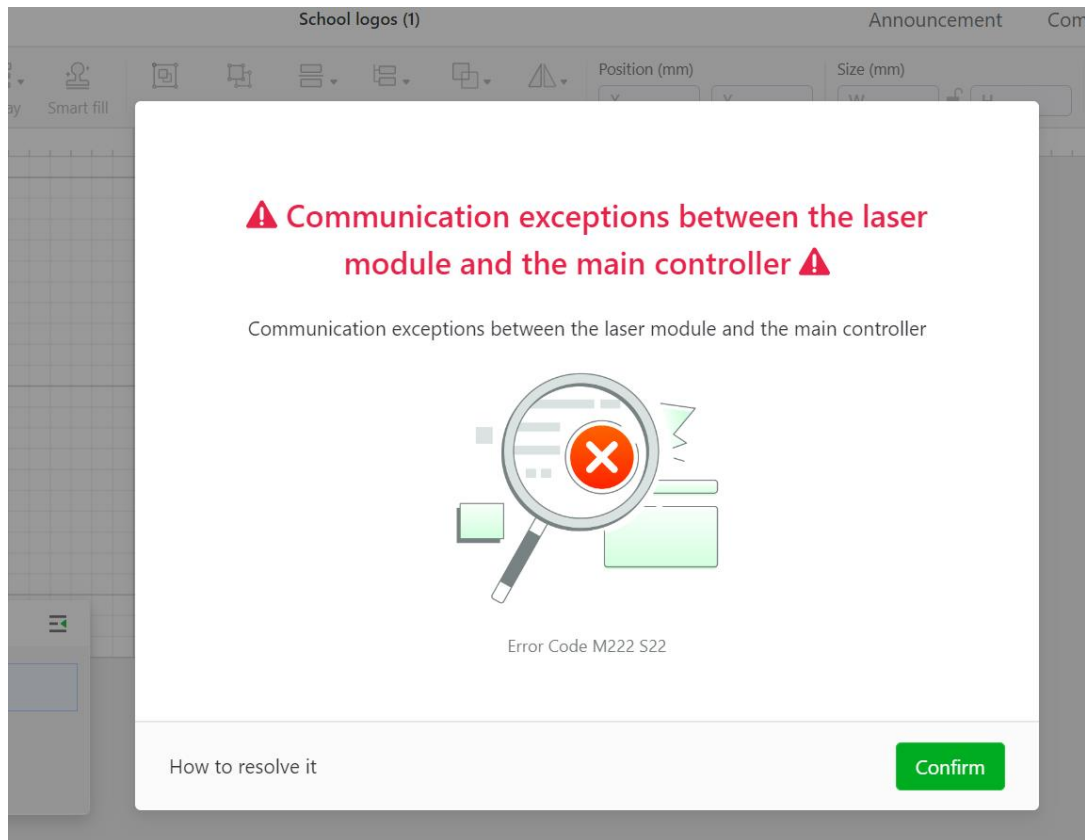 School logos (1)
Announcement
Com
ay
Smart fill
Position (mm)
Size (mm)
X
Y
W
H
Communication exceptions between the laser
module and the main controller
Communication exceptions between the laser module and the main controller
Error Code M222 S22
How to resolve it
Confirm